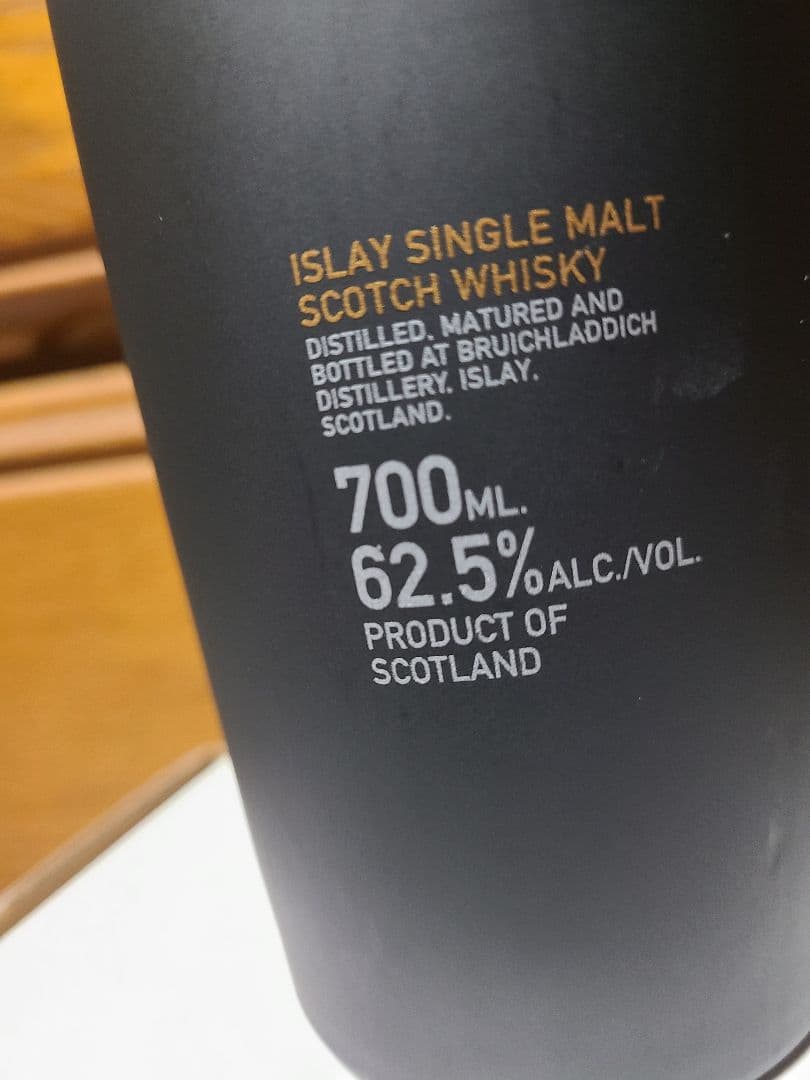 ISLAY SINGLE MALT
SCOTCH WHISKY
DISTILLED. MATURED AND
BOTTLED AT BRUICHLADDICH
DISTILLERY. ISLAY.
SCOTLAND.
700ML.
62.5%ALC./VOL.
PRODUCT OF
SCOTLAND